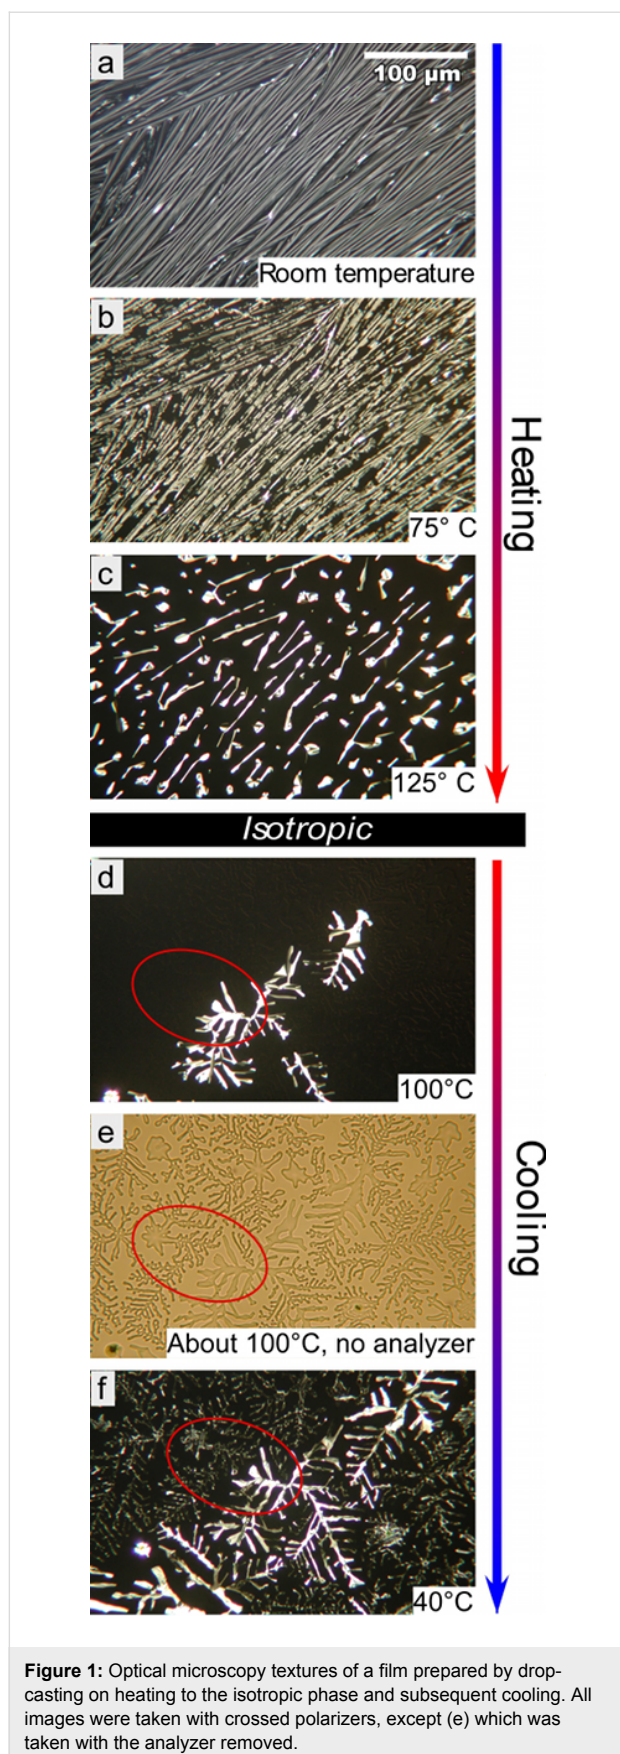 a
100 μm
Room temperature
b
75° C
Heating
c
125° C
Isotropic
d
100°C
e
About 100°C, no analyzer
Cooling
f
40°C
Figure 1: Optical microscopy textures of a film prepared by drop-
casting on heating to the isotropic phase and subsequent cooling. All
images were taken with crossed polarizers, except (e) which was
taken with the analyzer removed.